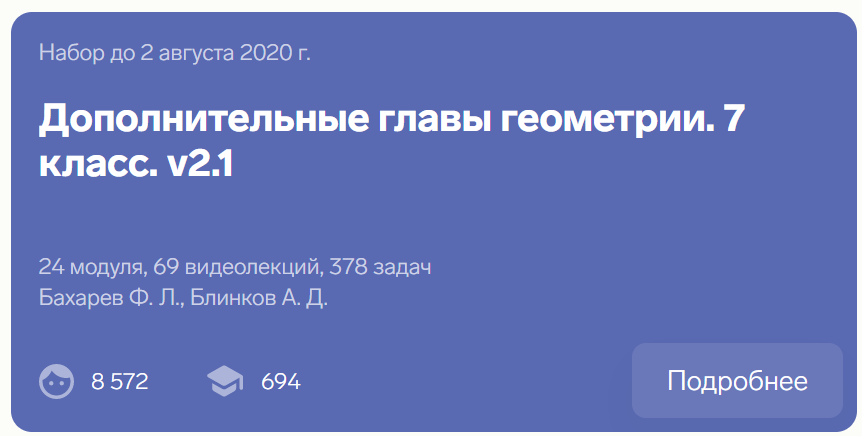 Набор до 2 августа 2020 г.
Дополнительные главы геометрии. 7
класс. v2.1
24 модуля, 69 видеолекций, 378 задач
Бахарев Ф. Л., Блинков А. Д.
8 572 694 Подробнее